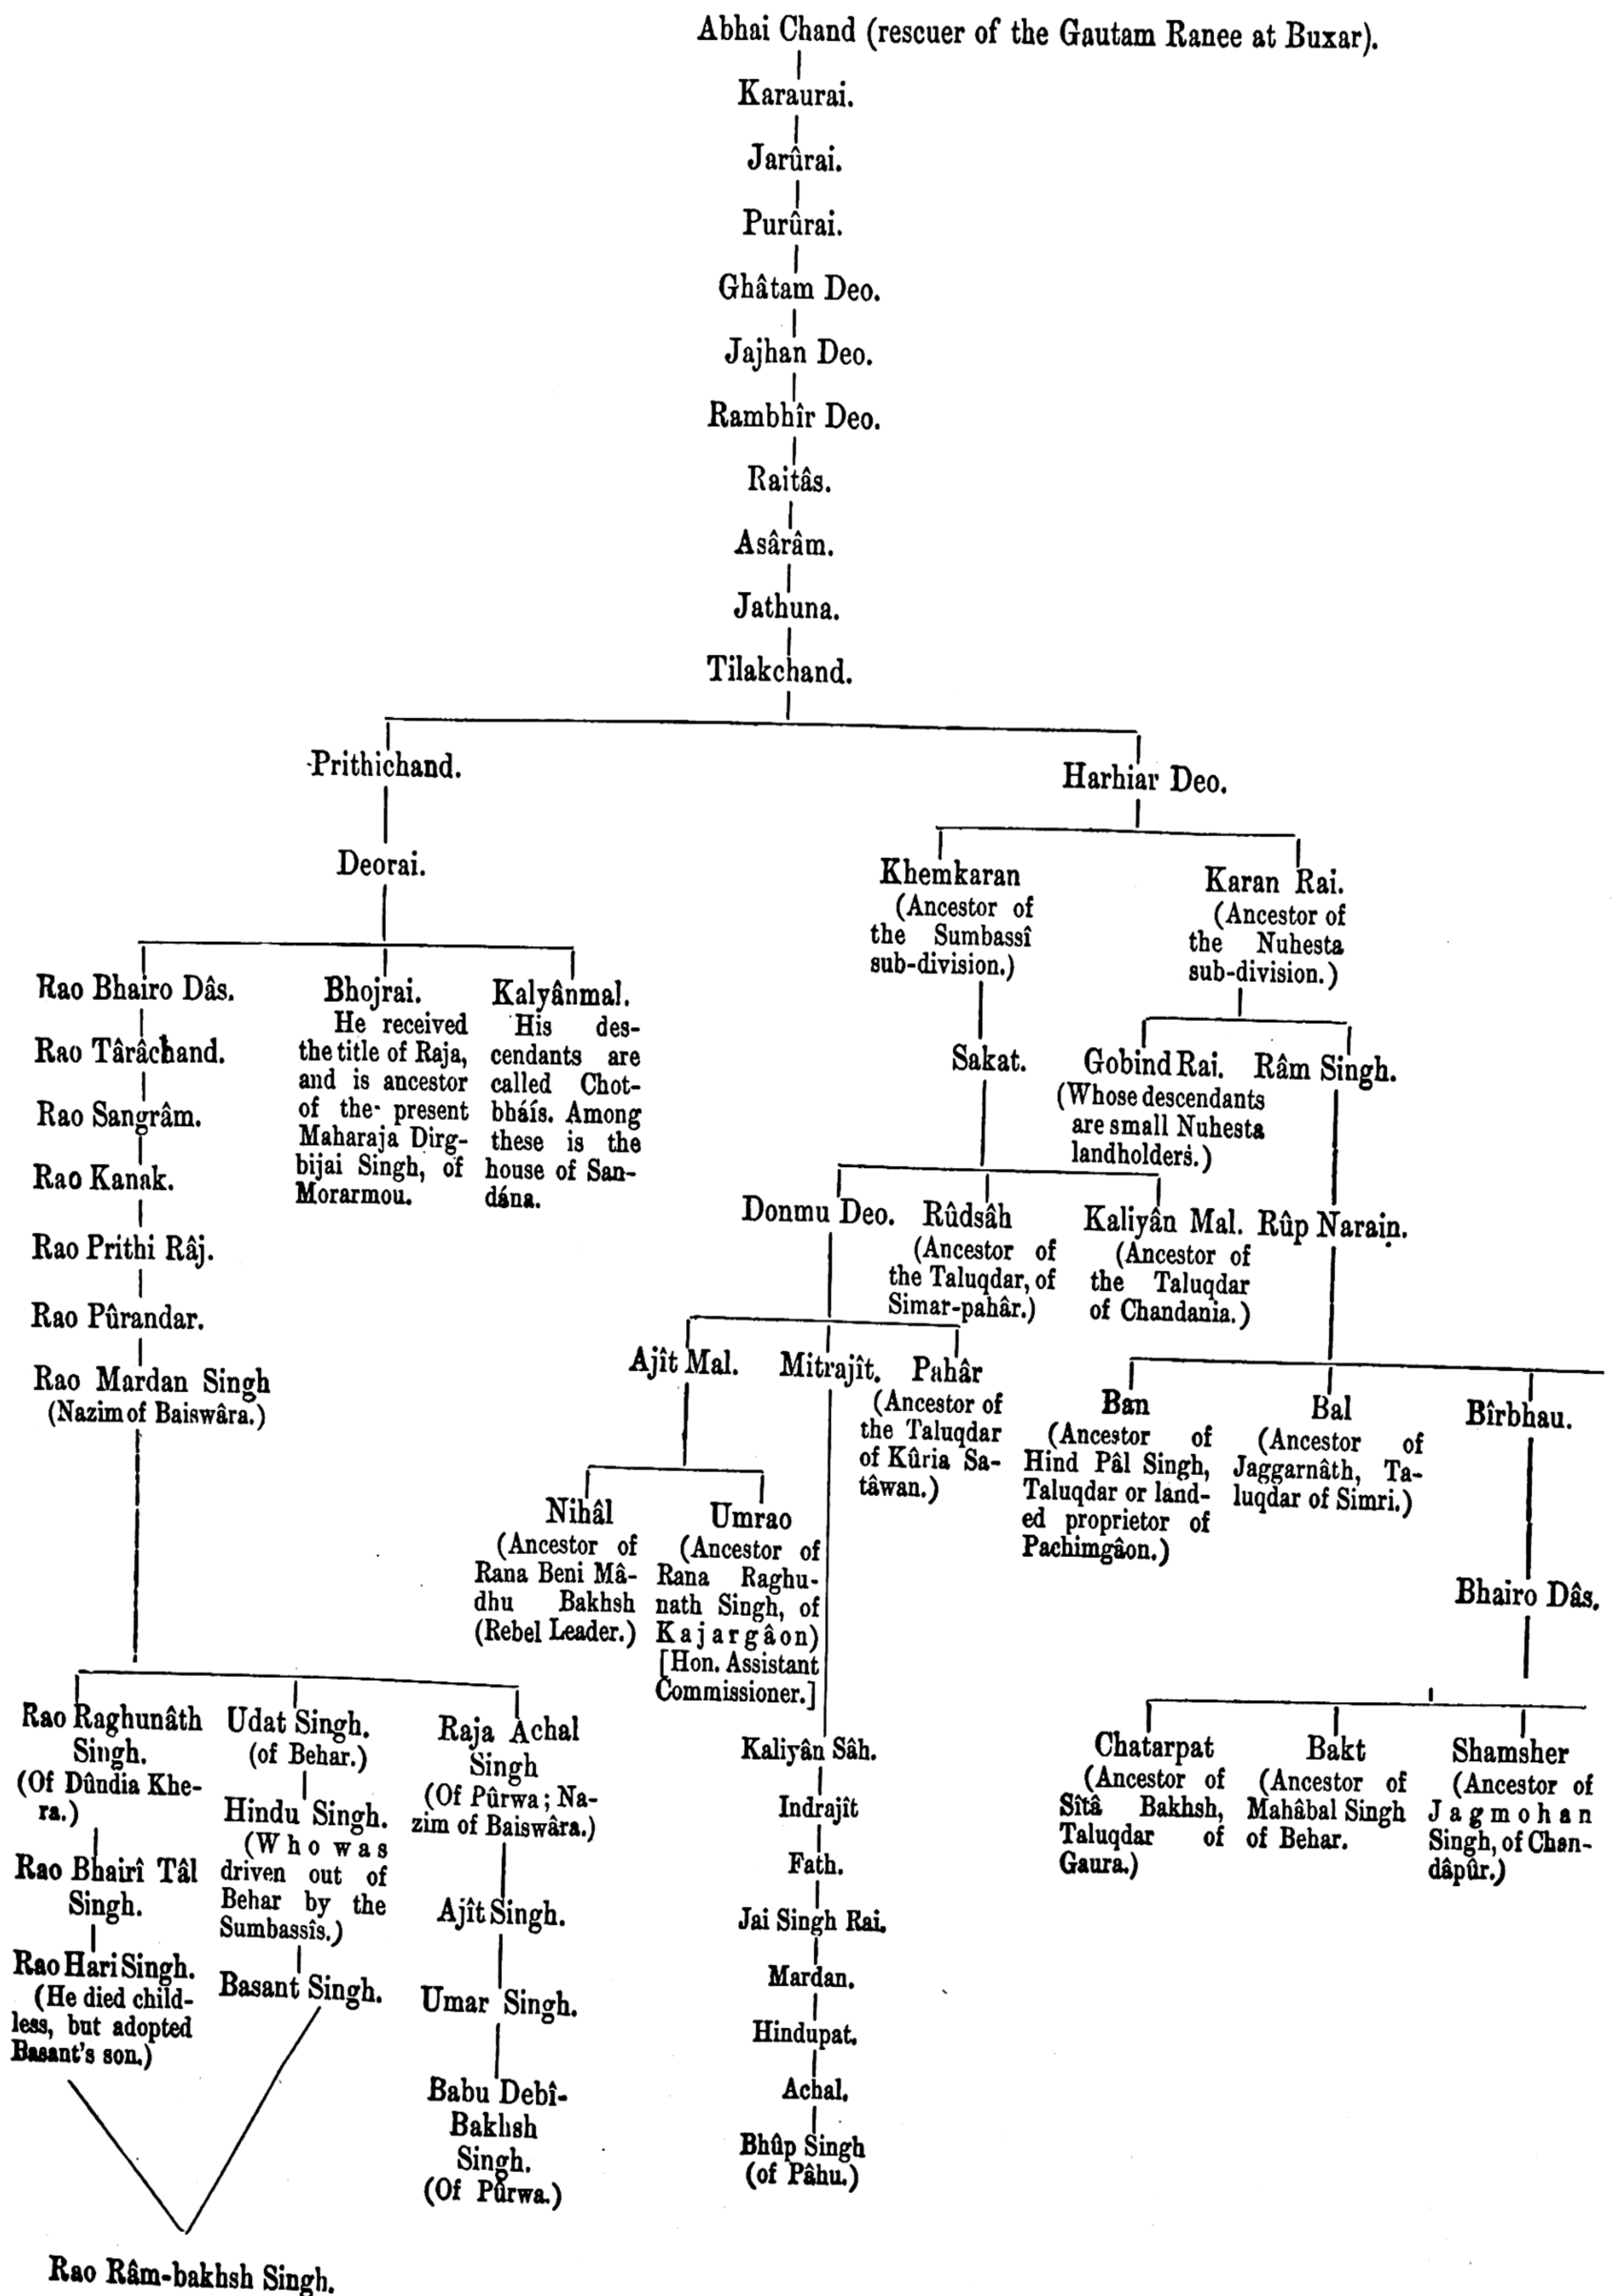 Abhai Chand (rescuer of the Gautam Ranee at Buxar).
Karaurai.
Jarûrai.
Purûrai.
Ghâtam Deo.
Jajhan Deo.
Rambhîr Deo.
Raitâs.
Asârâm.
Jathuna.
Tilakchand.
Prithichand.
Deorai.
Rao Bhairo Dâs.
Rao Târâchand.
Rao Sangrâm.
Rao Kanak.
Rao Prithi Râj.
Rao Pûrandar.
Rao Mardan Singh
(Nazim of Baiswâra.)
Bhojrai.
He received
the title of Raja,
and is ancestor
of the present
Maharaja Dirg-
bijai Singh, of
Morarmou.
Kalyânmal.
His des-
cendants are
called Chot-
bháís. Among
these is the
house of San-
dána.
Rao Raghunâth
Singh.
(Of Dûndia Khe-
ra.)
Rao Bhairî Tâl
Singh.
Rao Hari Singh.
(He died child-
less, but adopted
Basant's son.)
Udat Singh.
(of Behar.)
Hindu Singh.
(Who was
driven out of
Behar by the
Sumbassîs.)
Basant Singh.
Raja Achal
Singh
(Of Pûrwa; Na-
zim of Baiswâra.)
Ajît Singh.
Umar Singh.
Babu Debî-
Bakhsh
Singh.
(Of Pûrwa.)
Rao Râm-bakhsh Singh.
Harhiar Deo.
Khemkaran
(Ancestor of
the Sumbassî
sub-division.)
Sakat.
Donmu Deo.
Rûdsâh
(Ancestor of
the Taluqdar, of
Simar-pahâr.)
Kaliyân Mal.
(Ancestor of
the Taluqdar
of Chandania.)
Ajît Mal.
Mitrajît.
Pahâr
(Ancestor of
the Taluqdar
of Kûria Sa-
tâwan.)
Nihâl
(Ancestor of
Rana Beni Mâ-
dhu Bakhsh
(Rebel Leader.)
Umrao
(Ancestor of
Rana Raghu-
nath Singh, of
Kajargâon)
[Hon. Assistant
Commissioner.]
Kaliyân Sâh.
Indrajît
Fath.
Jai Singh Rai.
Mardan.
Hindupat.
Achal.
Bhûp Singh
(of Pâhu.)
Karan Rai.
(Ancestor of
the Nuhesta
sub-division.)
Gobind Rai.
(Whose descendants
are small Nuhesta
landholders.)
Râm Singh.
Rûp Narain.
Ban
(Ancestor of
Hind Pâl Singh,
Taluqdar or land-
ed proprietor of
Pachimgâon.)
Bal
(Ancestor of
Jaggarnâth, Ta-
luqdar of Simri.)
Bîrbhau.
Bhairo Dâs.
Chatarpat
(Ancestor of
Sîtâ Bakhsh,
Taluqdar of
Gaura.)
Bakt
(Ancestor of
Mahâbal Singh
of Behar.
Shamsher
(Ancestor of
Jagmohan
Singh, of Chan-
dâpûr.)